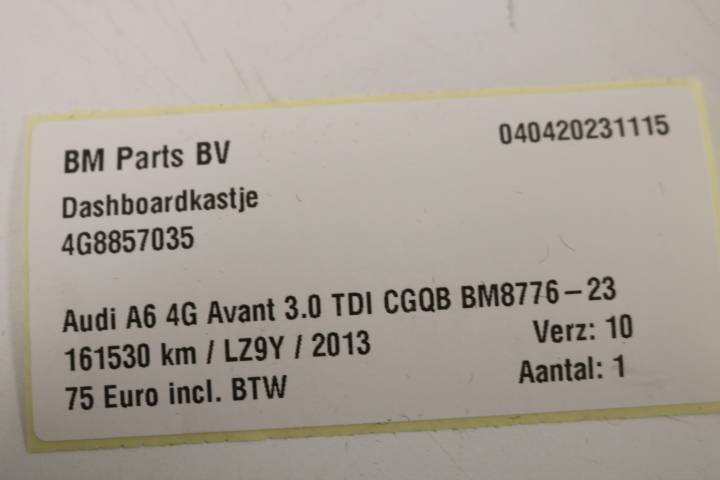 BM Parts BV 040420231115
Dashboardkastje
4G8857035
Audi A6 4G Avant 3.0 TDI CGQB BM8776-23
161530 km / LZ9Y / 2013 Verz: 10
75 Euro incl. BTW Aantal: 1